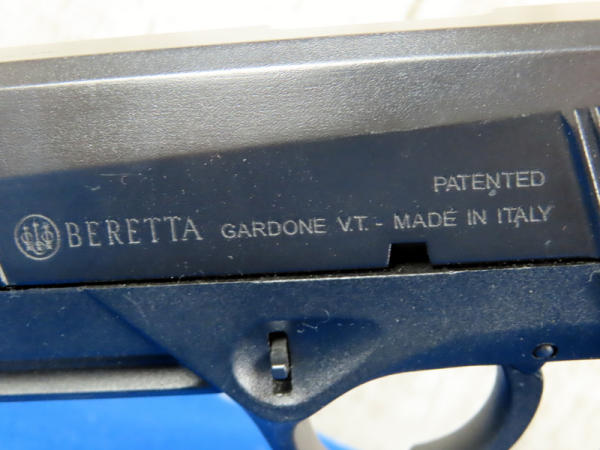 PATENTED
BERETTA GARDONE V.T. - MADE IN ITALY